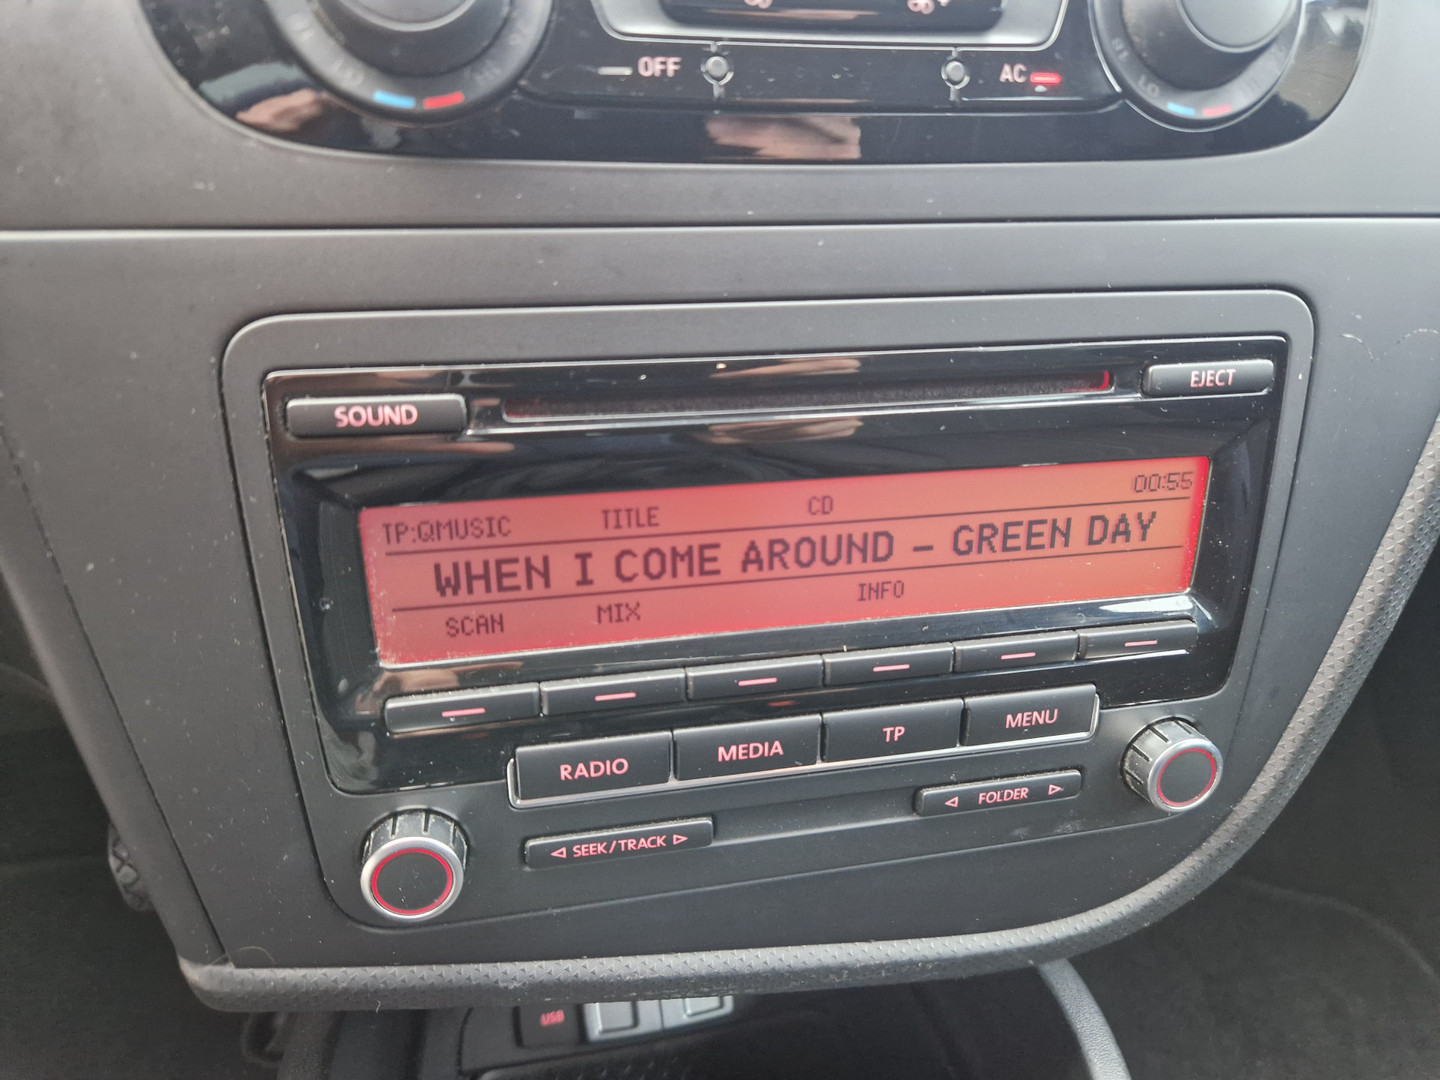 OFF AC
SOUND EJECT
00:55
TP:QMUSIC TITLE CD
WHEN I COME AROUND – GREEN DAY
SCAN MIX INFO
RADIO MEDIA TP MENU
◁ SEEK/TRACK ▷ ◁ FOLDER ▷
USB